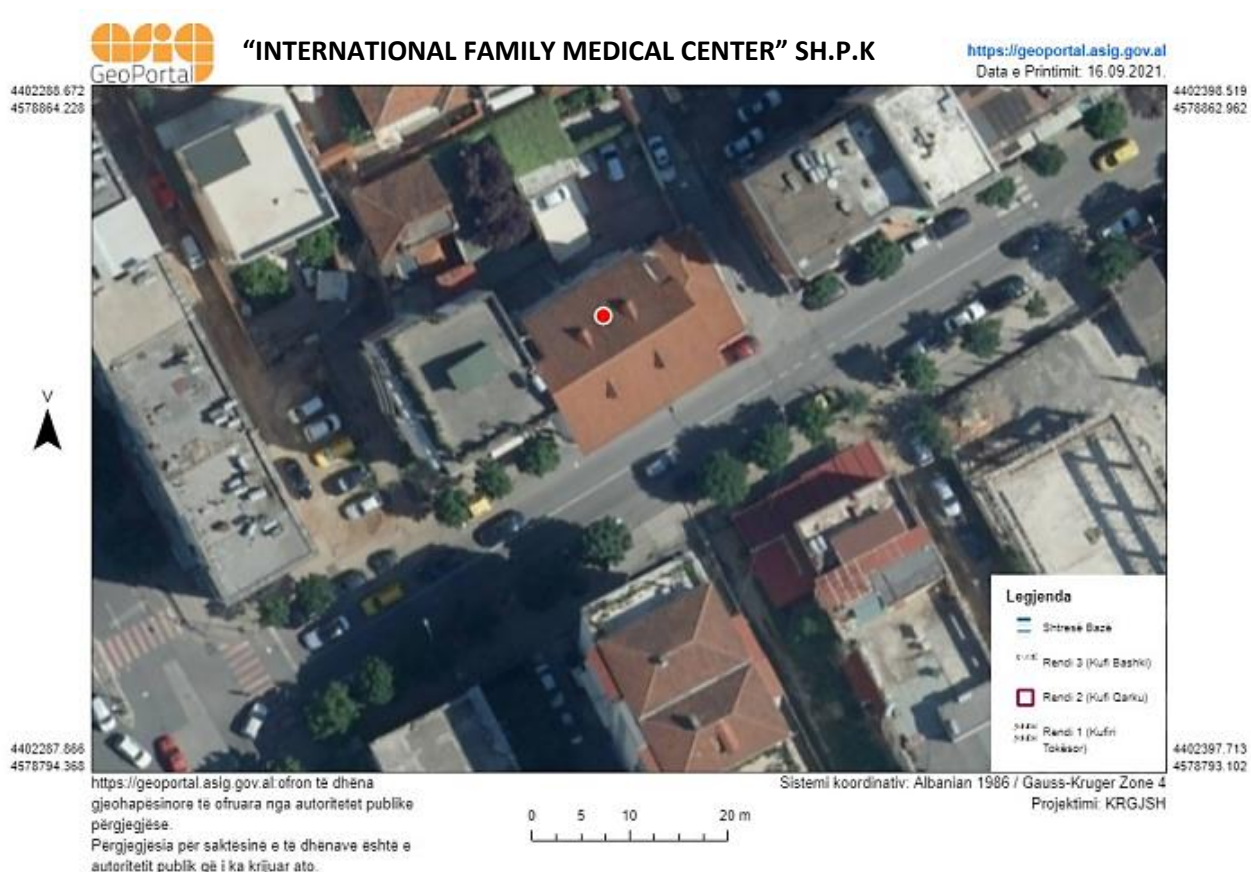 asig
GeoPortal
“INTERNATIONAL FAMILY MEDICAL CENTER” SH.P.K
https://geoportal.asig.gov.al
Data e Printimit: 16.09.2021.
4402288.672
4578864.228
4402398.519
4578862.962
V
Legjenda
Shtresë Bazë
Rendi 3 (Kufi Bashki)
Rendi 2 (Kufi Qarku)
Rendi 1 (Kufiri
Tokësor)
4402287.866
4578794.368
4402397.713
4578793.102
https://geoportal.asig.gov.al:ofron të dhëna
gjeohapësinore të ofruara nga autoritetet publike
përgjegjëse.
Përgjegjësia për saktësinë e të dhënave është e
autoritetit publik që i ka krijuar ato.
0 5 10 20 m
Sistemi koordinativ: Albanian 1986 / Gauss-Kruger Zone 4
Projektimi: KRGJSH